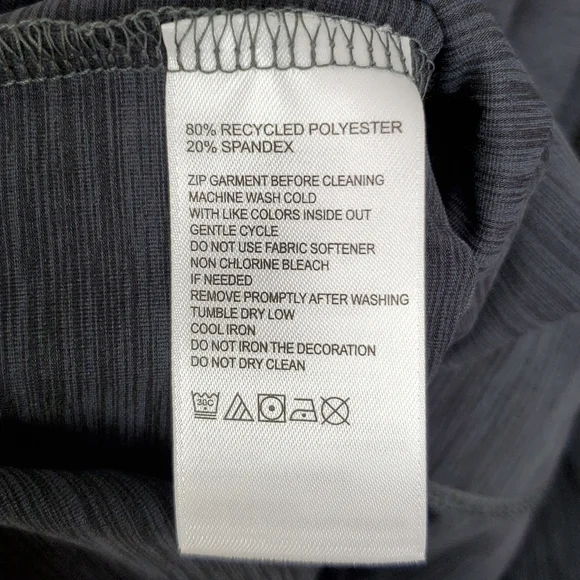 80% RECYCLED POLYESTER
20% SPANDEX
ZIP GARMENT BEFORE CLEANING
MACHINE WASH COLD
WITH LIKE COLORS INSIDE OUT
GENTLE CYCLE
DO NOT USE FABRIC SOFTENER
NON CHLORINE BLEACH
IF NEEDED
REMOVE PROMPTLY AFTER WASHING
TUMBLE DRY LOW
COOL IRON
DO NOT IRON THE DECORATION
DO NOT DRY CLEAN
30C